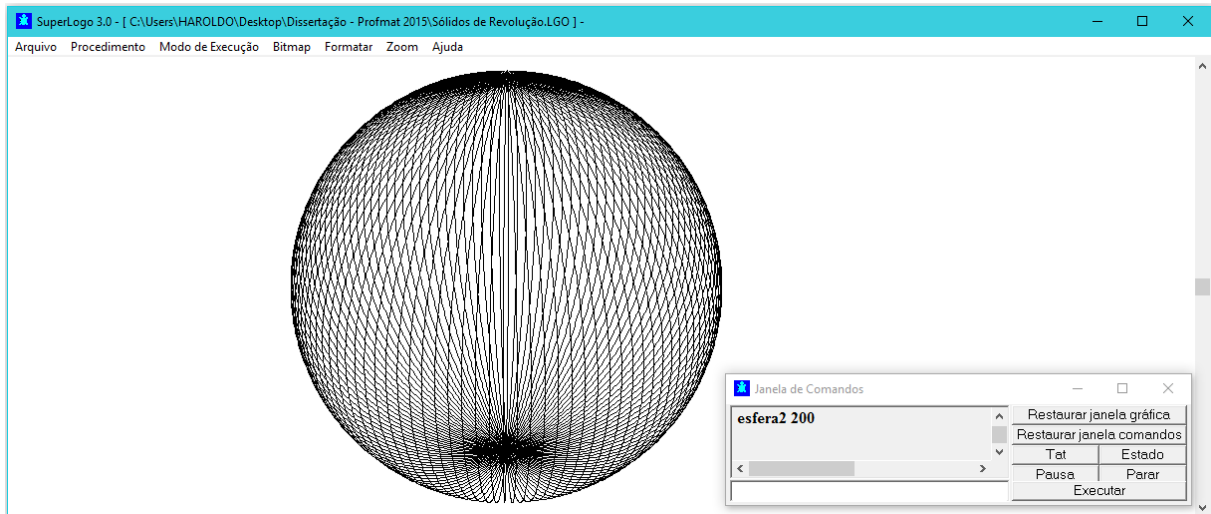 SuperLogo 3.0 - [ C:\Users\HAROLDO\Desktop\Dissertação - Profmat 2015\Sólidos de Revolução.LGO ] -
Arquivo Procedimento Modo de Execução Bitmap Formatar Zoom Ajuda
Janela de Comandos
esfera2 200
Restaurar janela gráfica
Restaurar janela comandos
Tat Estado
Pausa Parar
Executar